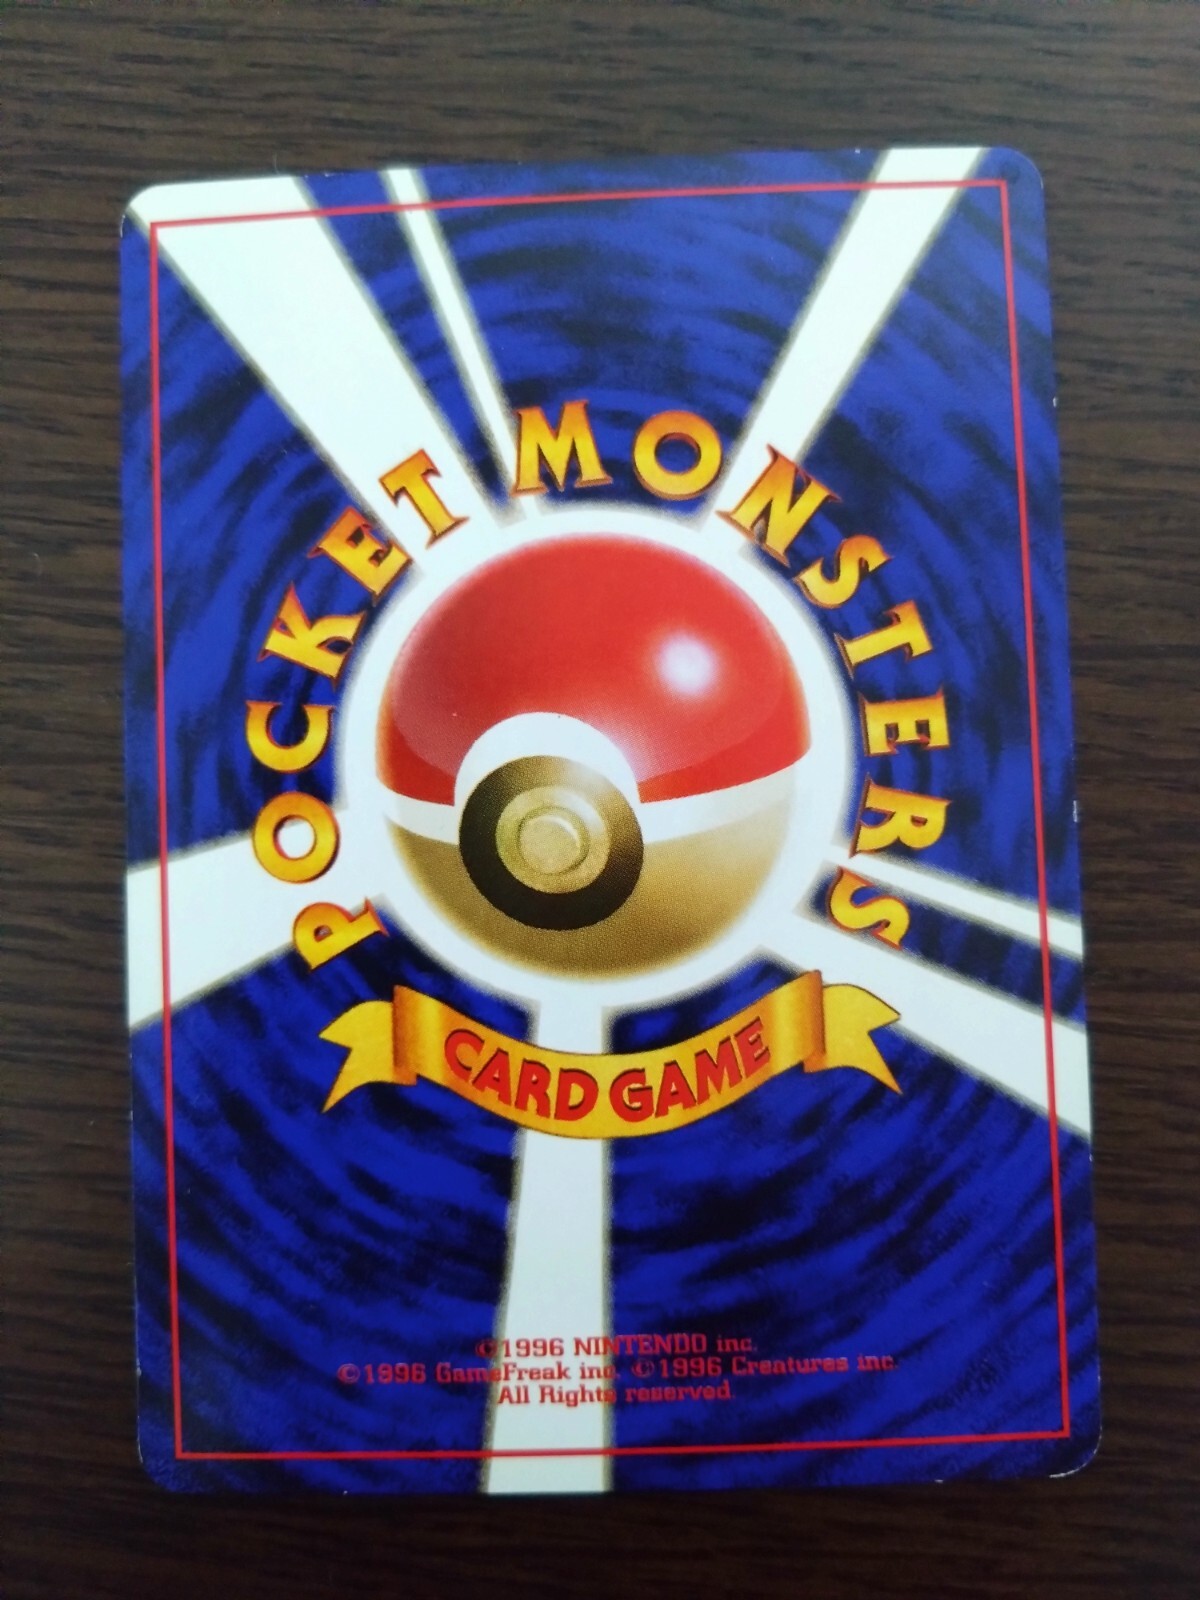 POCKET MONSTERS
CARD GAME
©1996 NINTENDO inc.
©1996 GameFreak inc. ©1996 Creatures inc.
All Rights reserved.